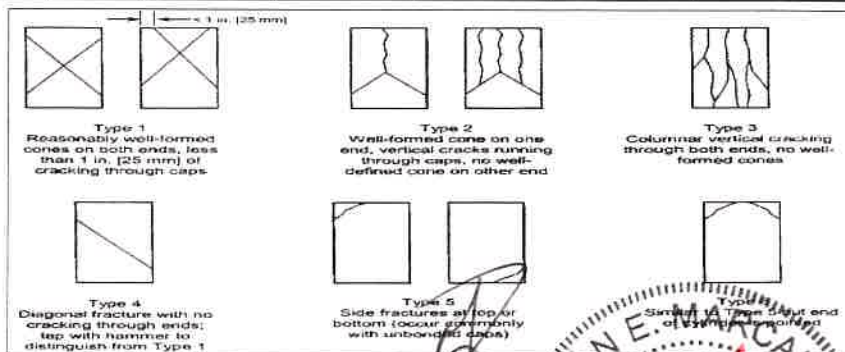 < 1 in. [25 mm]
Type 1
Reasonably well-formed
cones on both ends, less
than 1 in. [25 mm] of
cracking through caps
Type 2
Well-formed cone on one
end, vertical cracks running
through caps, no well-
defined cone on other end
Type 3
Columnar vertical cracking
through both ends, no well-
formed cones
Type 4
Diagonal fracture with no
cracking through ends;
tap with hammer to
distinguish from Type 1
Type 5
Side fractures at top or
bottom (occur commonly
with unbonded caps)
Type
Similar to Type 5 but end
of cylinder is pointed
E. MARCA